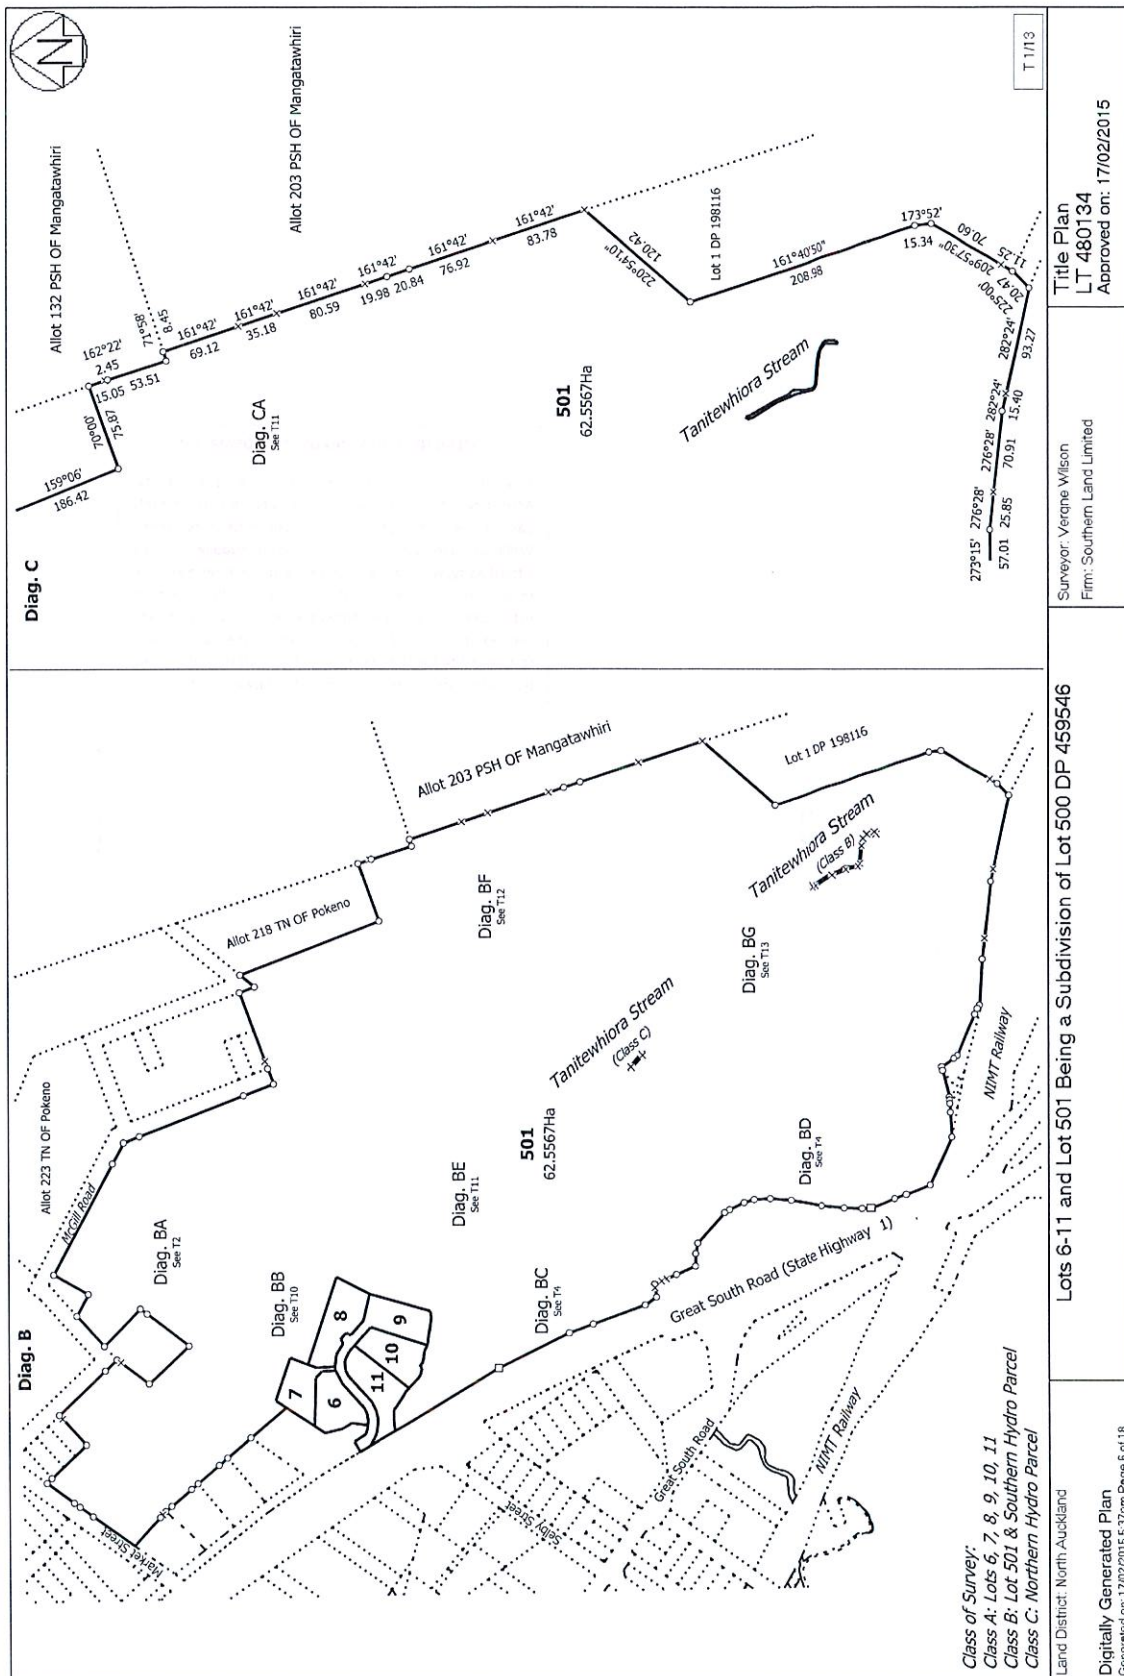 Diag. B
Market Street
McGill Road
Allot 223 TN OF Pokeno
Allot 218 TN OF Pokeno
Allot 203 PSH OF Mangatawhiri
Lot 1 DP 198116
Diag. BA
See T2
Diag. BB
See T10
Diag. BE
See T11
Diag. BF
See T12
Diag. BC
See T4
Diag. BD
See T4
Diag. BG
See T13
7
8
6
9
10
11
501
62.5567Ha
Tanitewhiora Stream
(Class C)
Tanitewhiora Stream
(Class B)
Great South Road (State Highway 1)
Selby Street
Great South Road
NIMT Railway
NIMT Railway
Class of Survey:
Class A: Lots 6, 7, 8, 9, 10, 11
Class B: Lot 501 & Southern Hydro Parcel
Class C: Northern Hydro Parcel
Diag. C
N
Allot 132 PSH OF Mangatawhiri
Allot 203 PSH OF Mangatawhiri
159°06'
186.42
70°00'
75.87
162°22'
2.45
15.05
53.51
71°58'
8.45
161°42'
69.12
161°42'
35.18
161°42'
80.59
161°42'
19.98
20.84
161°42'
76.92
161°42'
83.78
220°54'10"
120.42
Lot 1 DP 198116
161°40'50"
208.98
173°52'
15.34
209°57'30"
70.60
11.25
225°00'
20.47
282°24'
93.27
282°24'
15.40
276°28'
70.91
276°28'
25.85
273°15'
57.01
Diag. CA
See T11
501
62.5567Ha
Tanitewhiora Stream
T 1/13
Land District: North Auckland
Digitally Generated Plan
Generated on: 17/02/2015 5:27pm Page 6 of 18
Lots 6-11 and Lot 501 Being a Subdivision of Lot 500 DP 459546
Surveyor: Vergne Wilson
Firm: Southern Land Limited
Title Plan
LT 480134
Approved on: 17/02/2015